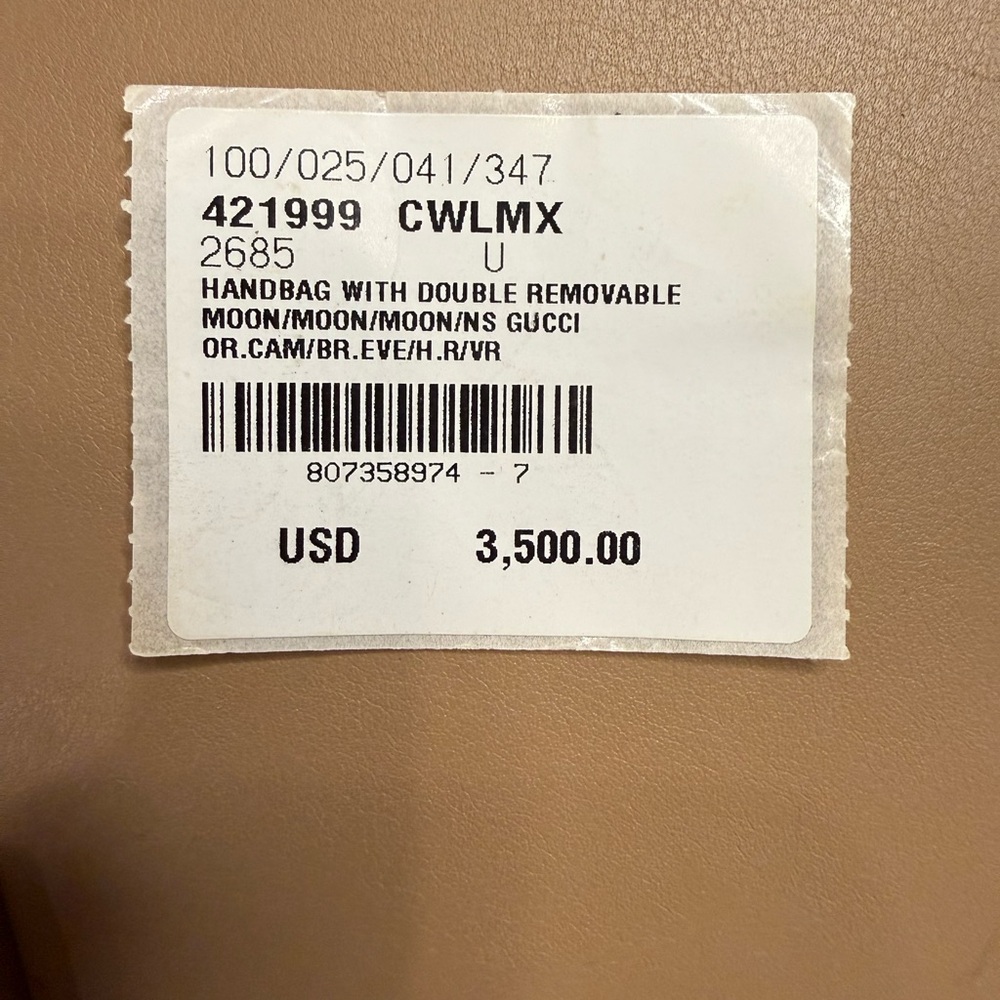 100/025/041/347
421999 CWLMX
2685 U
HANDBAG WITH DOUBLE REMOVABLE
MOON/MOON/MOON/NS GUCCI
OR.CAM/BR.EVE/H.R/VR
807358974 - 7
USD 3,500.00